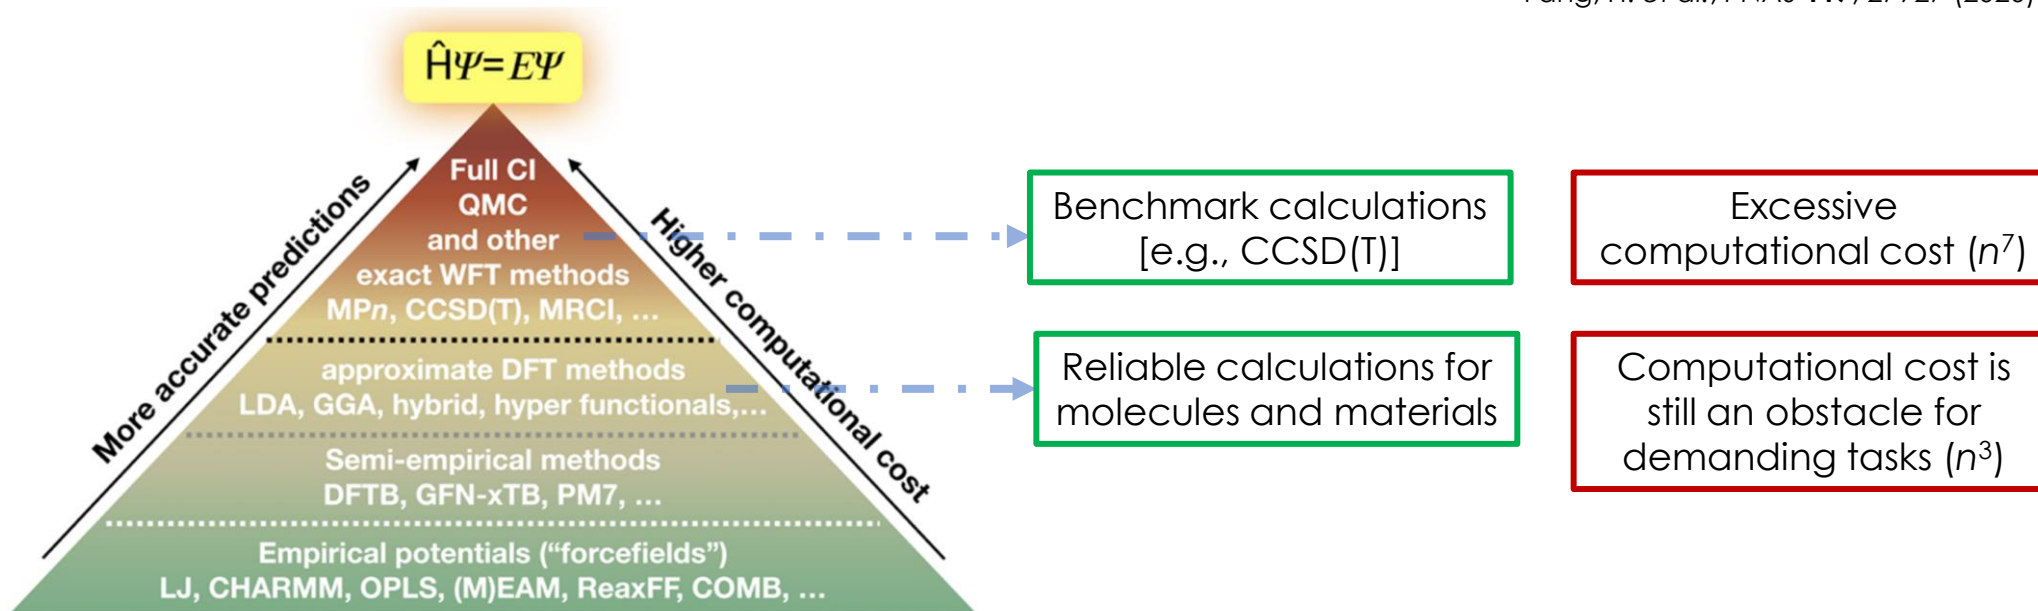 ĤΨ=EΨ
More accurate predictions
Higher computational cost
Full CI
QMC
and other
exact WFT methods
MPn, CCSD(T), MRCI, ...
approximate DFT methods
LDA, GGA, hybrid, hyper functionals,...
Semi-empirical methods
DFTB, GFN-xTB, PM7, ...
Empirical potentials (“forcefields”)
LJ, CHARMM, OPLS, (M)EAM, ReaxFF, COMB, ...
Benchmark calculations
[e.g., CCSD(T)]
Excessive
computational cost (n⁷)
Reliable calculations for
molecules and materials
Computational cost is
still an obstacle for
demanding tasks (n³)